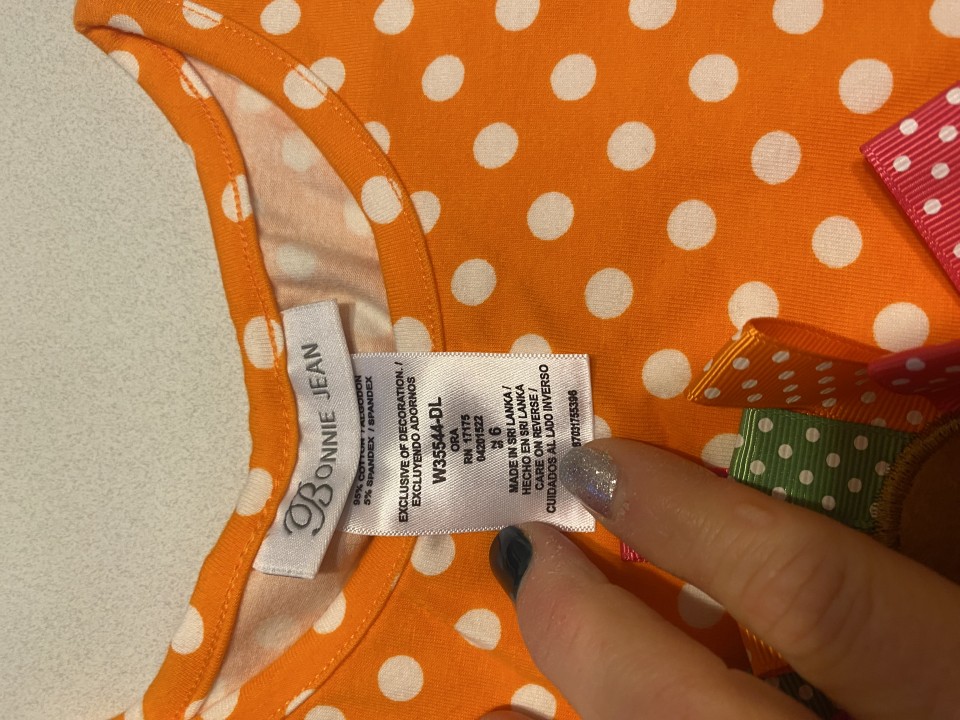 BONNIE JEAN
95% COTTON / ALGODON
5% SPANDEX / SPANDEX
EXCLUSIVE OF DECORATION. /
EXCLUYENDO ADORNOS
W35544-DL
ORA
RN 17175
04201522
6
MADE IN SRI LANKA /
HECHO EN SRI LANKA
CARE ON REVERSE /
CUIDADOS AL LADO INVERSO